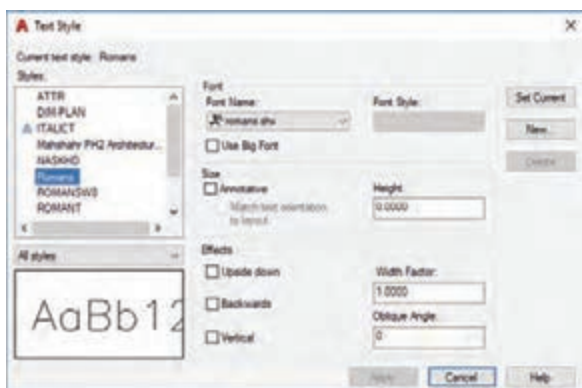 Text Style
Current text style: Romans
Styles:
ATTR
DIM-PLAN
ITALICT
Mahshahr PH2 Architectur...
NASKHD
Romans
ROMANSW8
ROMANT
All styles
AaBb12
Font
Font Name:
romans.shx
Use Big Font
Font Style:
Size
Annotative
Match text orientation
to layout
Height:
0.0000
Effects
Upside down
Backwards
Vertical
Width Factor:
1.0000
Oblique Angle:
0
Set Current
New...
Delete
Apply
Cancel
Help